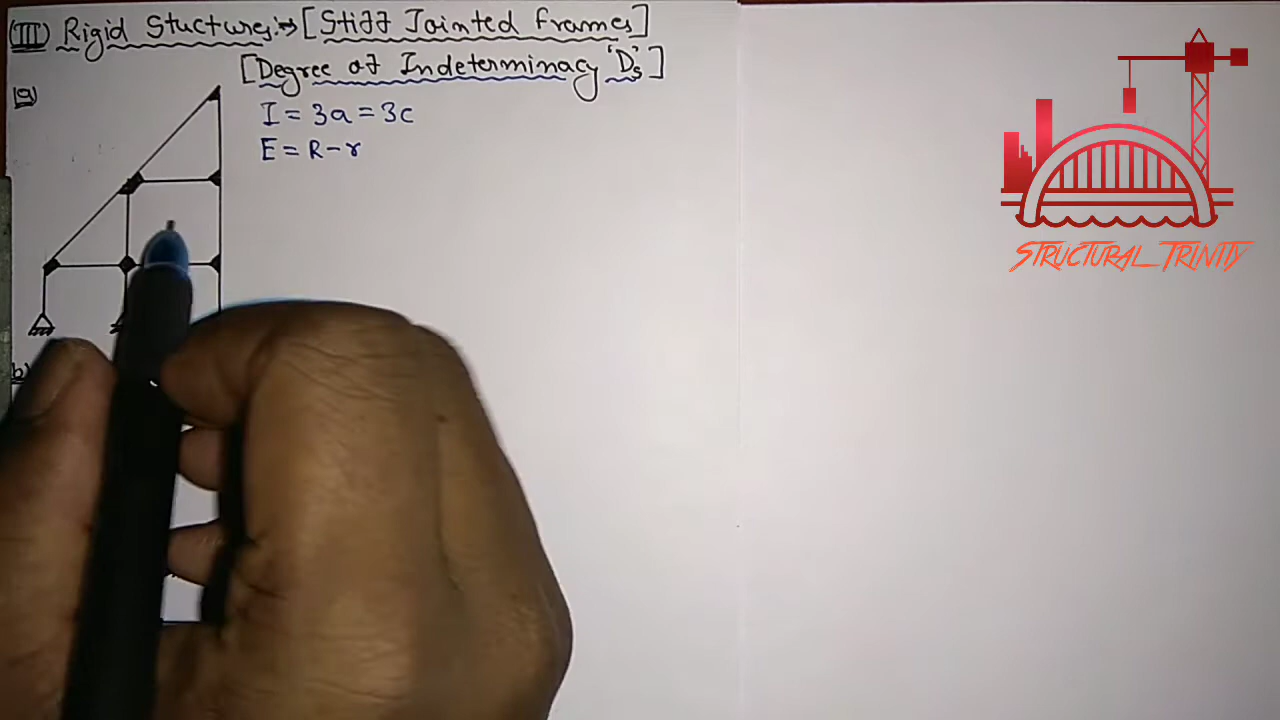 (III) Rigid Stuctures:→ [Stiff Jointed Frames]
[Degree of Indeterminacy 'Ds']
(a)
I = 3a = 3c
E = R - r
b)
STRUCTURAL_TRINITY